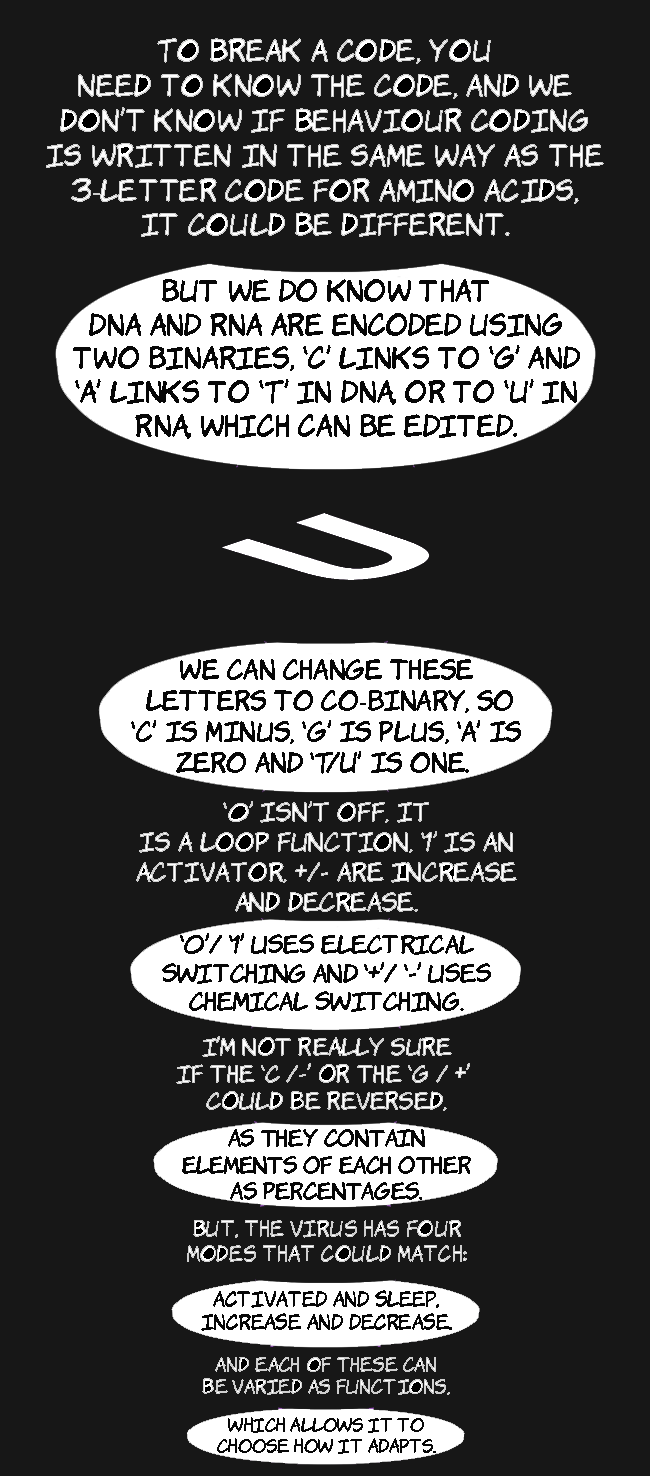 TO BREAK A CODE, YOU
NEED TO KNOW THE CODE, AND WE
DON'T KNOW IF BEHAVIOUR CODING
IS WRITTEN IN THE SAME WAY AS THE
3-LETTER CODE FOR AMINO ACIDS,
IT COULD BE DIFFERENT.
BUT WE DO KNOW THAT
DNA AND RNA ARE ENCODED USING
TWO BINARIES, 'C' LINKS TO 'G' AND
'A' LINKS TO 'T' IN DNA, OR TO 'U' IN
RNA, WHICH CAN BE EDITED.
U
WE CAN CHANGE THESE
LETTERS TO CO-BINARY, SO
'C' IS MINUS, 'G' IS PLUS, 'A' IS
ZERO AND 'T/U' IS ONE.
'0' ISN'T OFF, IT
IS A LOOP FUNCTION, '1' IS AN
ACTIVATOR, +/- ARE INCREASE
AND DECREASE.
'0'/ '1' USES ELECTRICAL
SWITCHING AND '+'/ '-' USES
CHEMICAL SWITCHING.
I'M NOT REALLY SURE
IF THE 'C /-' OR THE 'G / +'
COULD BE REVERSED,
AS THEY CONTAIN
ELEMENTS OF EACH OTHER
AS PERCENTAGES.
BUT, THE VIRUS HAS FOUR
MODES THAT COULD MATCH:
ACTIVATED AND SLEEP,
INCREASE AND DECREASE.
AND EACH OF THESE CAN
BE VARIED AS FUNCTIONS,
WHICH ALLOWS IT TO
CHOOSE HOW IT ADAPTS.